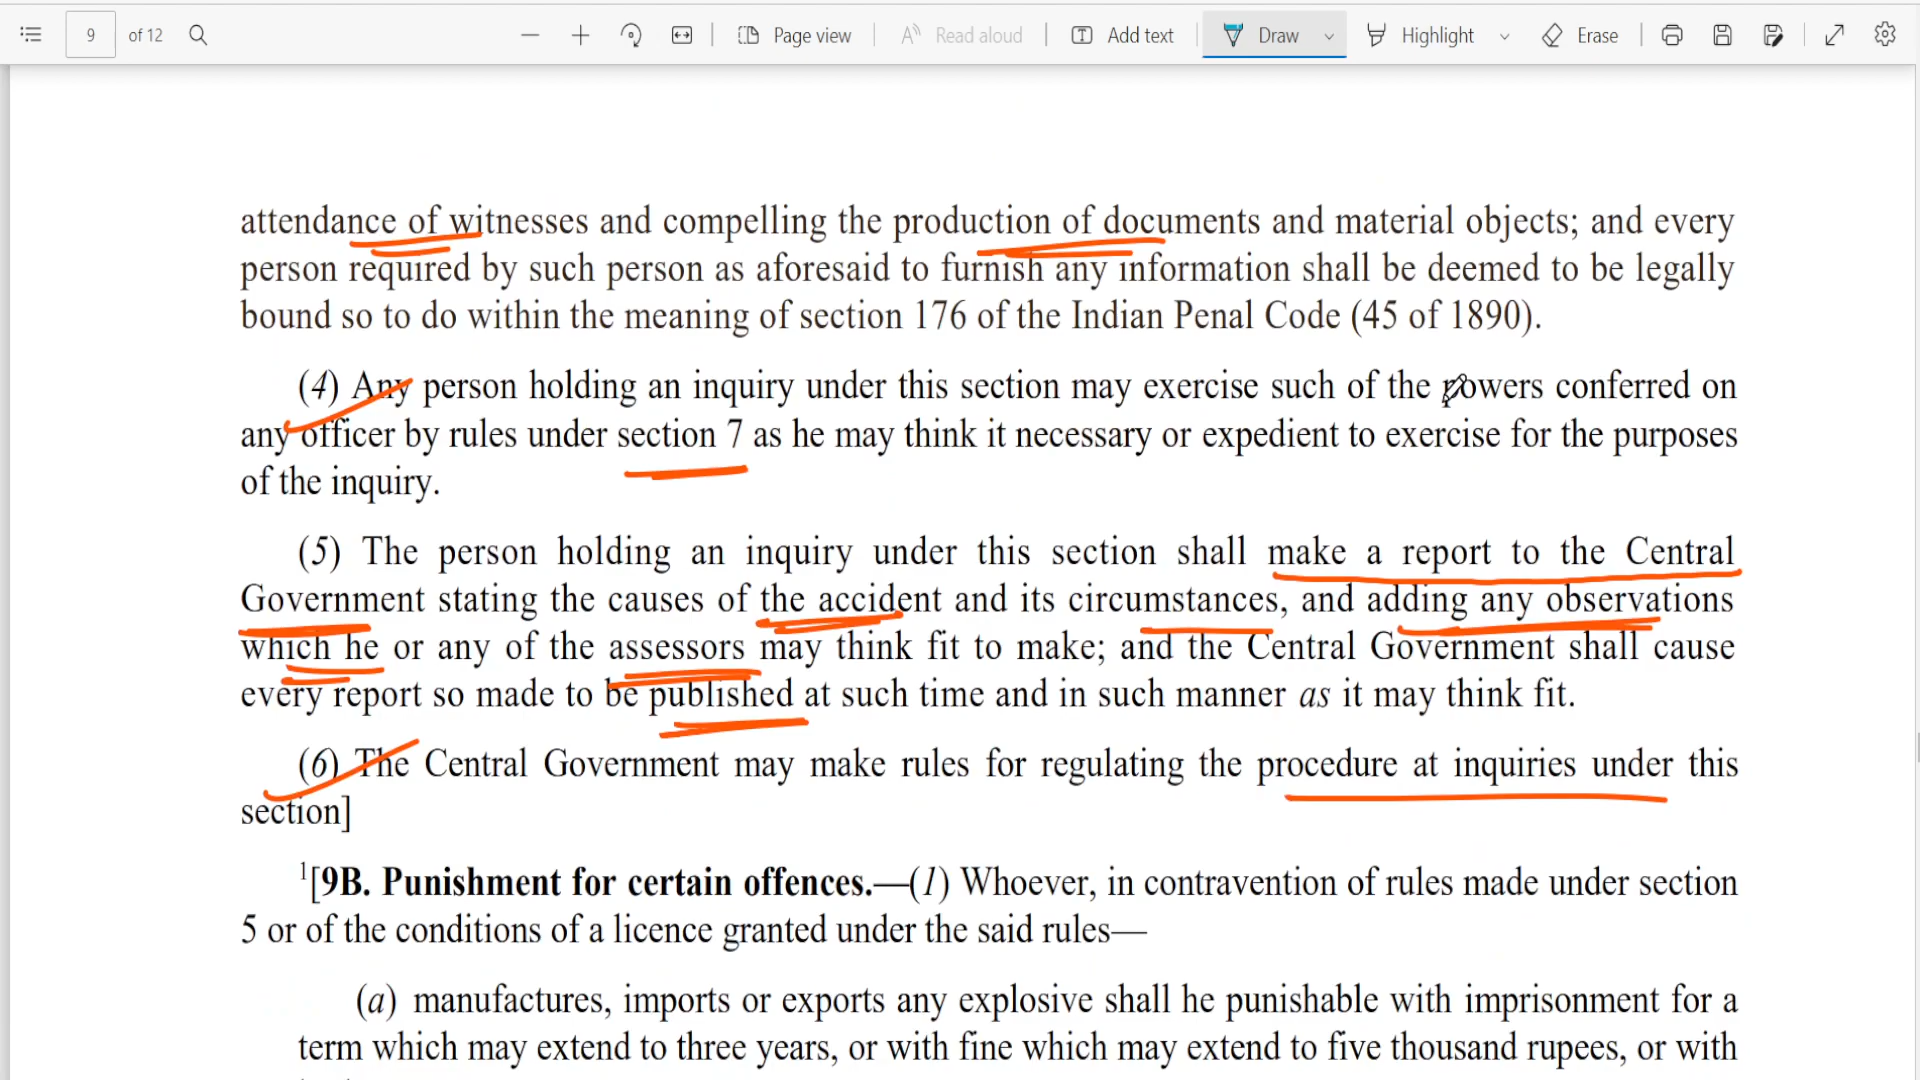 9 of 12 Page view Read aloud Add text Draw Highlight Erase
attendance of witnesses and compelling the production of documents and material objects; and every
person required by such person as aforesaid to furnish any information shall be deemed to be legally
bound so to do within the meaning of section 176 of the Indian Penal Code (45 of 1890).
(4) Any person holding an inquiry under this section may exercise such of the powers conferred on
any officer by rules under section 7 as he may think it necessary or expedient to exercise for the purposes
of the inquiry.
(5) The person holding an inquiry under this section shall make a report to the Central
Government stating the causes of the accident and its circumstances, and adding any observations
which he or any of the assessors may think fit to make; and the Central Government shall cause
every report so made to be published at such time and in such manner as it may think fit.
(6) The Central Government may make rules for regulating the procedure at inquiries under this
section]
1[9B. Punishment for certain offences.—(1) Whoever, in contravention of rules made under section
5 or of the conditions of a licence granted under the said rules—
(a) manufactures, imports or exports any explosive shall he punishable with imprisonment for a
term which may extend to three years, or with fine which may extend to five thousand rupees, or with